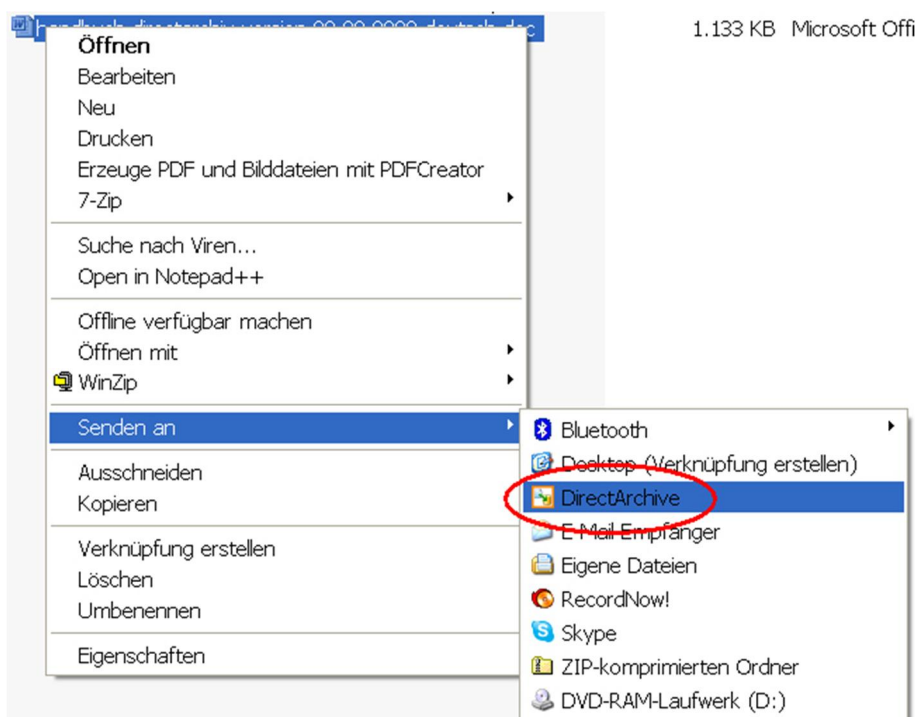 1.133 KB Microsoft Offi
Öffnen
Bearbeiten
Neu
Drucken
Erzeuge PDF und Bilddateien mit PDFCreator
7-Zip
Suche nach Viren...
Open in Notepad++
Offline verfügbar machen
Öffnen mit
WinZip
Senden an
Ausschneiden
Kopieren
Verknüpfung erstellen
Löschen
Umbenennen
Eigenschaften
Bluetooth
Desktop (Verknüpfung erstellen)
DirectArchive
E-Mail-Empfänger
Eigene Dateien
RecordNow!
Skype
ZIP-komprimierten Ordner
DVD-RAM-Laufwerk (D:)